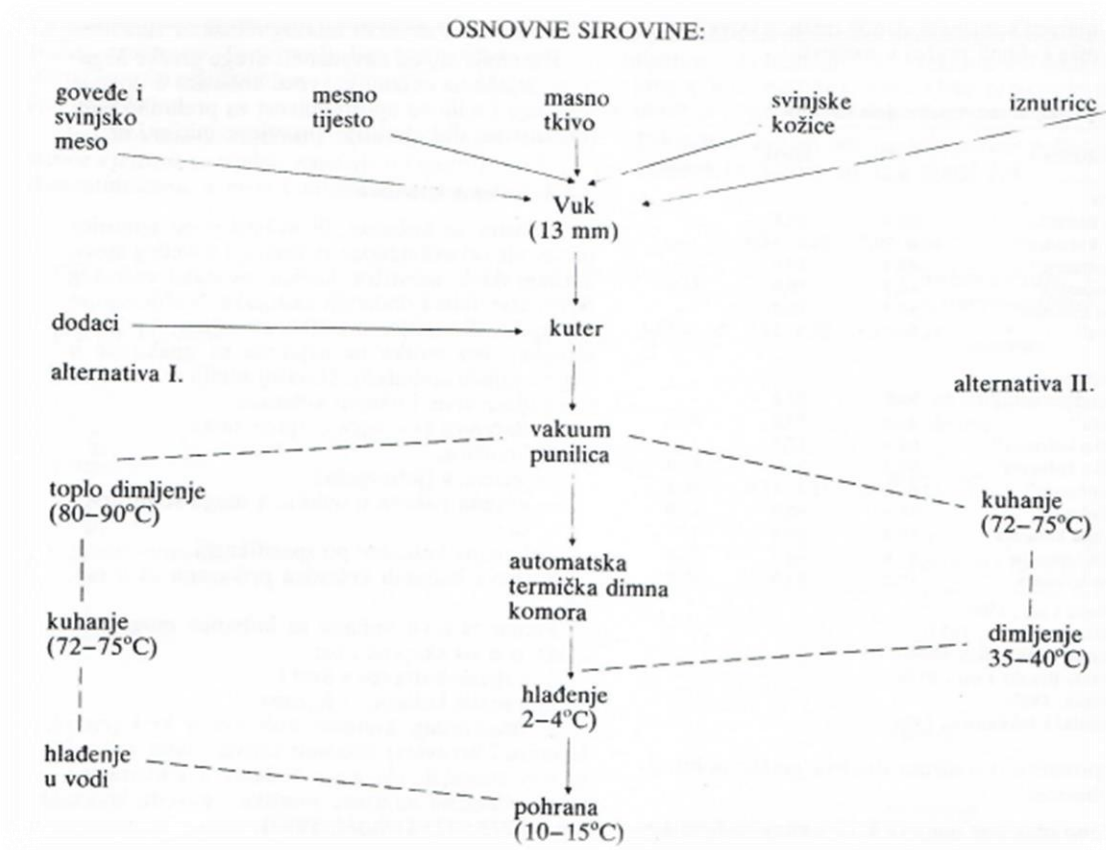 OSNOVNE SIROVINE:
goveđe i
svinjsko
meso
mesno
tijesto
masno
tkivo
svinjske
kožice
iznutrice
Vuk
(13 mm)
dodaci
kuter
alternativa I.
alternativa II.
vakuum
punilica
toplo dimljenje
(80–90°C)
kuhanje
(72–75°C)
automatska
termička dimna
komora
kuhanje
(72–75°C)
dimljenje
35–40°C)
hlađenje
2–4°C)
hlađenje
u vodi
pohrana
(10–15°C)